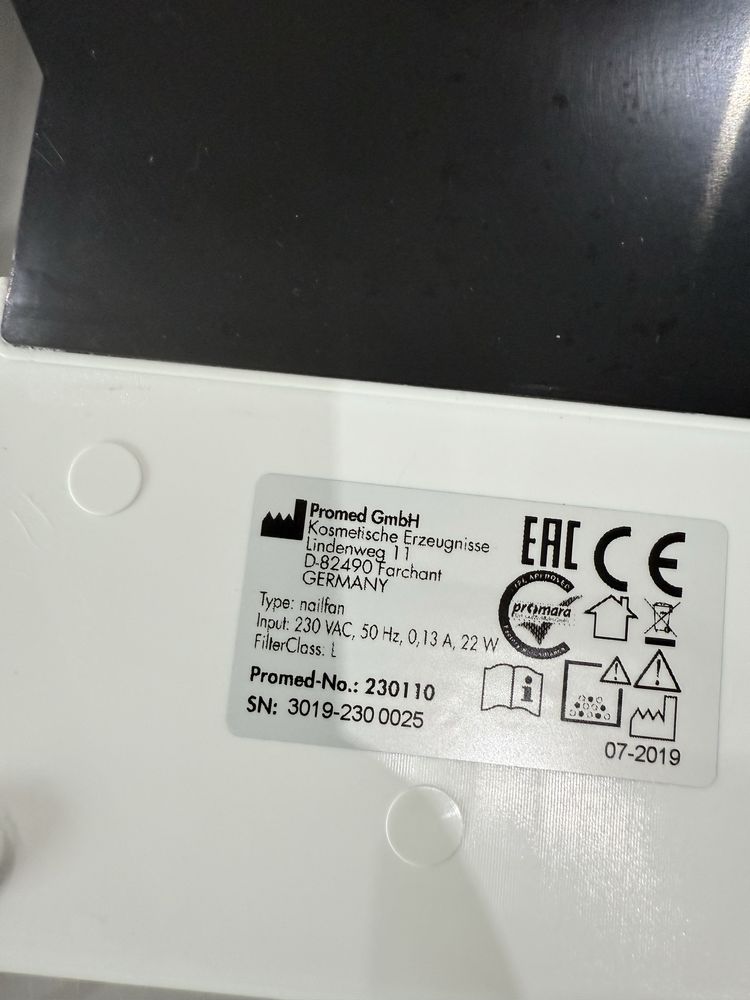 Promed GmbH
Kosmetische Erzeugnisse
Lindenweg 11
D-82490 Farchant
GERMANY
Type: nailfan
Input: 230 VAC, 50 Hz, 0,13 A, 22 W
FilterClass: L
Promed-No.: 230110
SN: 3019-230 0025
EAC CE
promara
07-2019